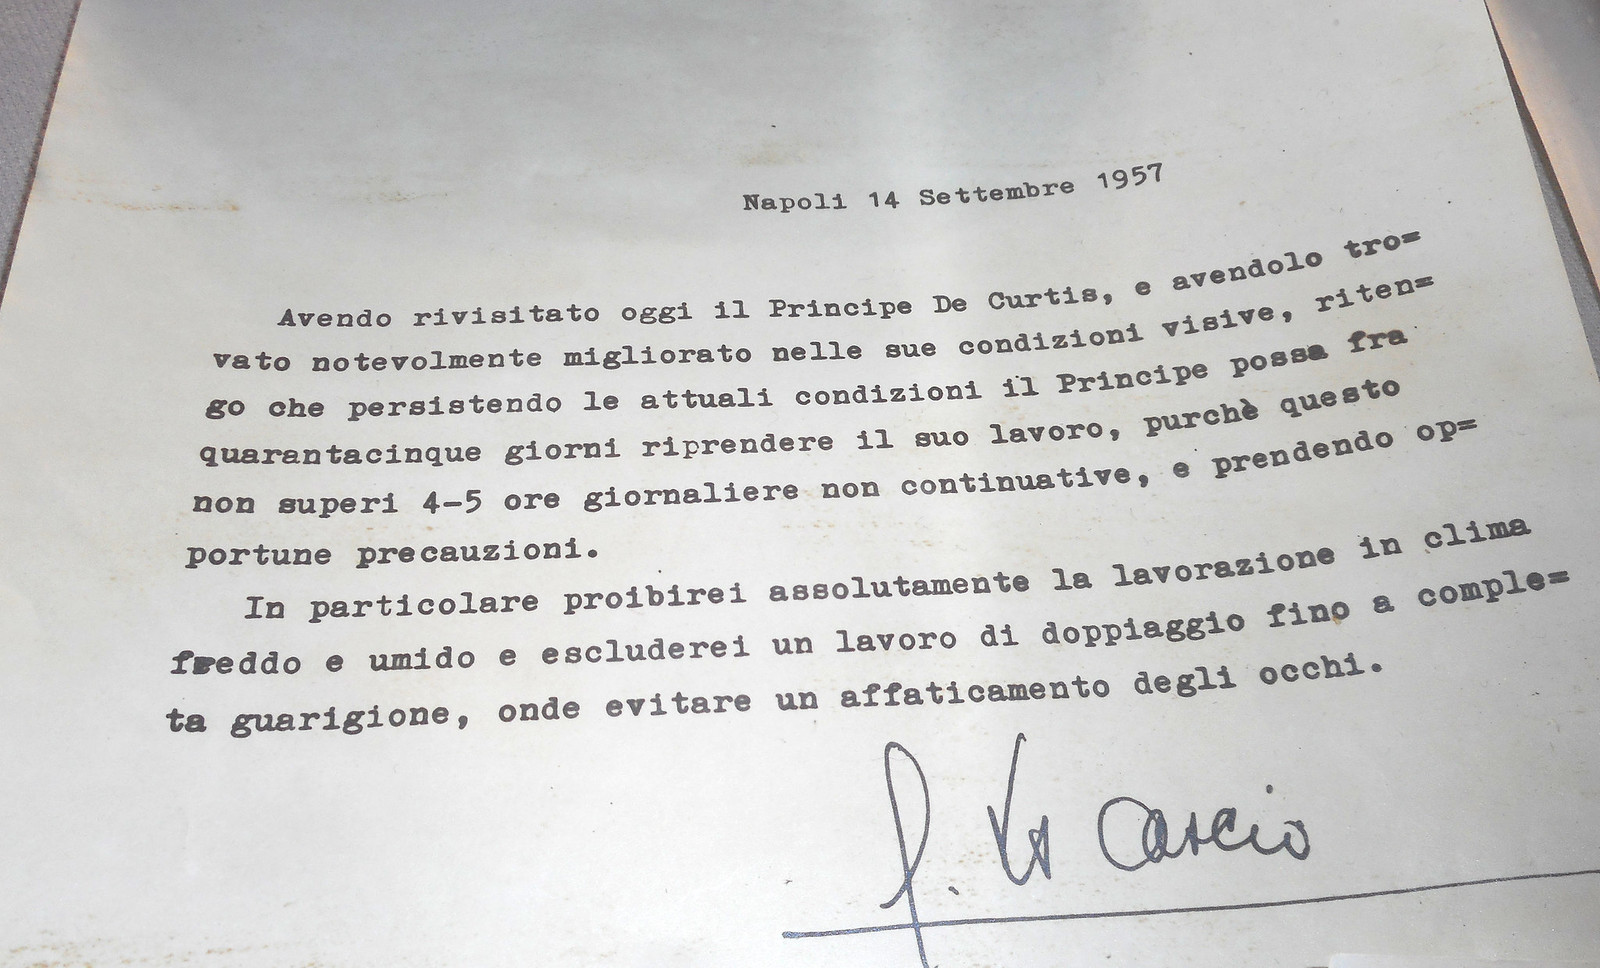 Napoli 14 Settembre 1957
Avendo rivisitato oggi il Principe De Curtis, e avendolo tro=
vato notevolmente migliorato nelle sue condizioni visive, riten=
go che persistendo le attuali condizioni il Principe possa fra
quarantacinque giorni riprendere il suo lavoro, purchè questo
non superi 4-5 ore giornaliere non continuative, e prendendo op=
portune precauzioni.
In particolare proibirei assolutamente la lavorazione in clima
freddo e umido e escluderei un lavoro di doppiaggio fino a comple=
ta guarigione, onde evitare un affaticamento degli occhi.
Lo Cascio